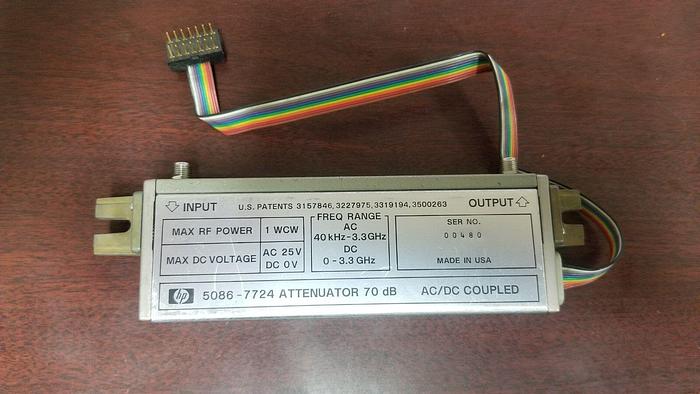 INPUT U.S. PATENTS 3157846, 3227975, 3319194, 3500263 OUTPUT
MAX RF POWER 1 WCW
MAX DC VOLTAGE AC 25V
DC 0V
FREQ RANGE
AC
40 kHz-3.3GHz
DC
0-3.3 GHz
SER NO.
00480
MADE IN USA
hp 5086-7724 ATTENUATOR 70 dB AC/DC COUPLED